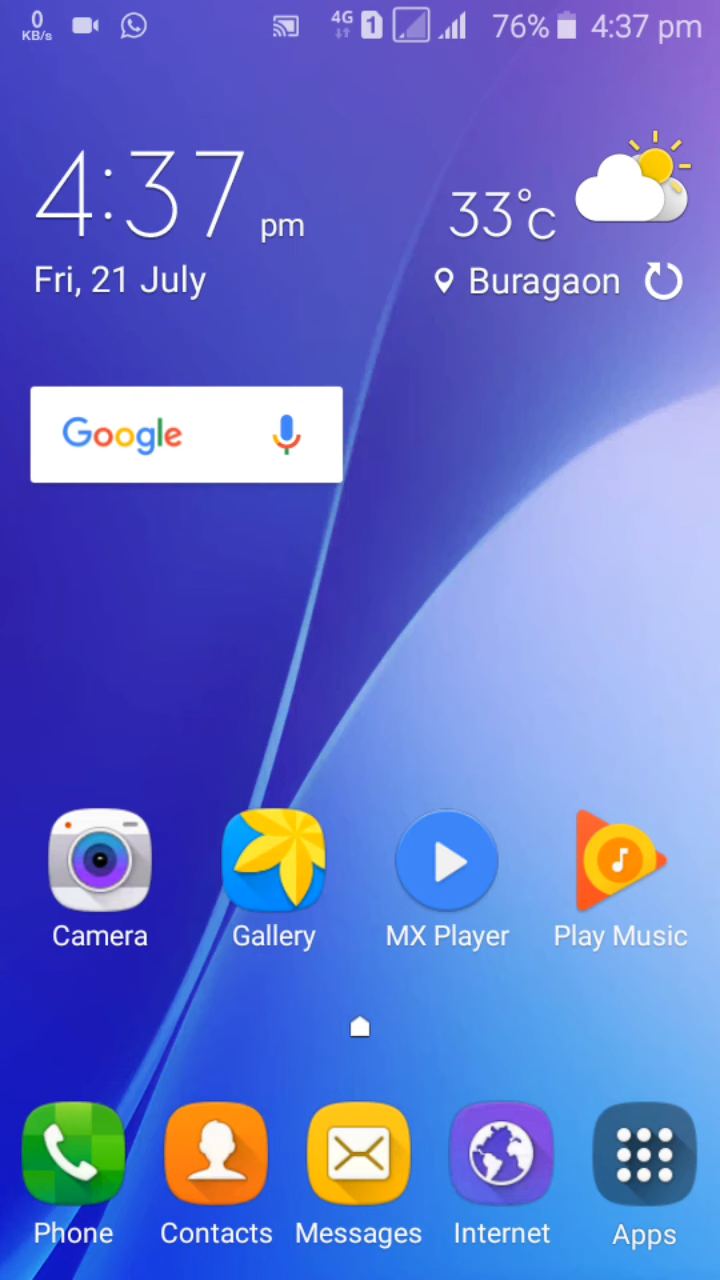 0
KB/s
4G 1 76% 4:37 pm
4:37 pm
33°c
Fri, 21 July
Buragaon
Google
Camera Gallery MX Player Play Music
Phone Contacts Messages Internet Apps